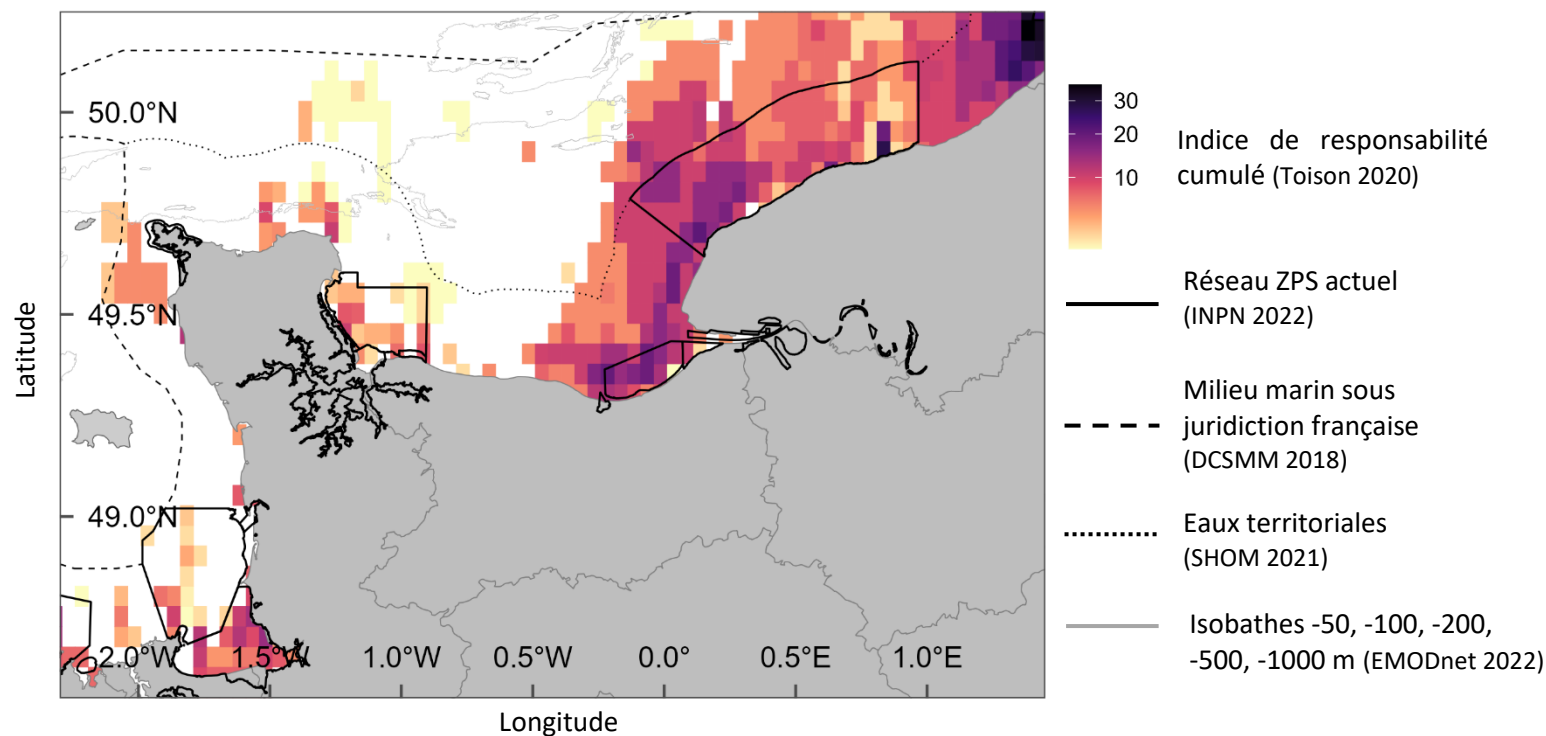 50.0°N
49.5°N
49.0°N
Latitude
2.0°W 1.5°W 1.0°W 0.5°W 0.0° 0.5°E 1.0°E
Longitude
30
20
10
Indice de responsabilité
cumulé (Toison 2020)
Réseau ZPS actuel
(INPN 2022)
Milieu marin sous
juridiction française
(DCSMM 2018)
Eaux territoriales
(SHOM 2021)
Isobathes -50, -100, -200,
-500, -1000 m (EMODnet 2022)